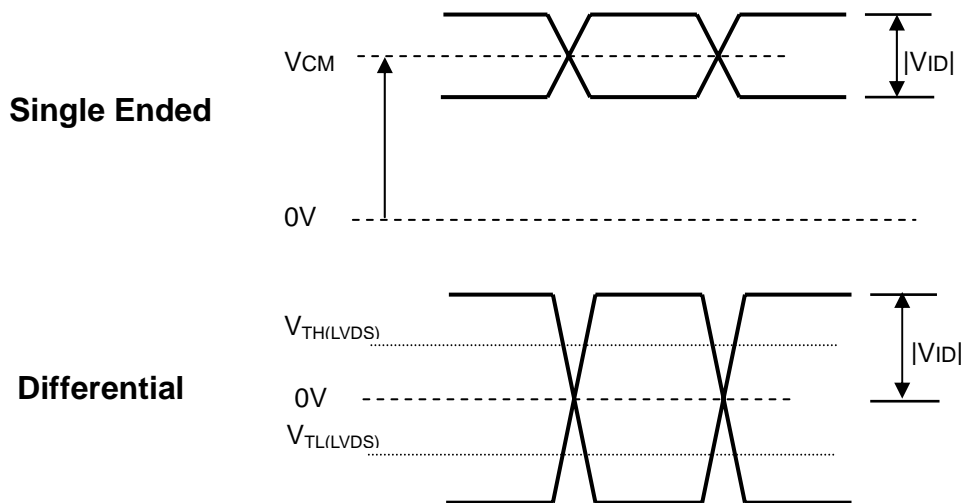 VCM
|VID|
Single Ended
0V
VTH(LVDS)
|VID|
Differential
0V
VTL(LVDS)